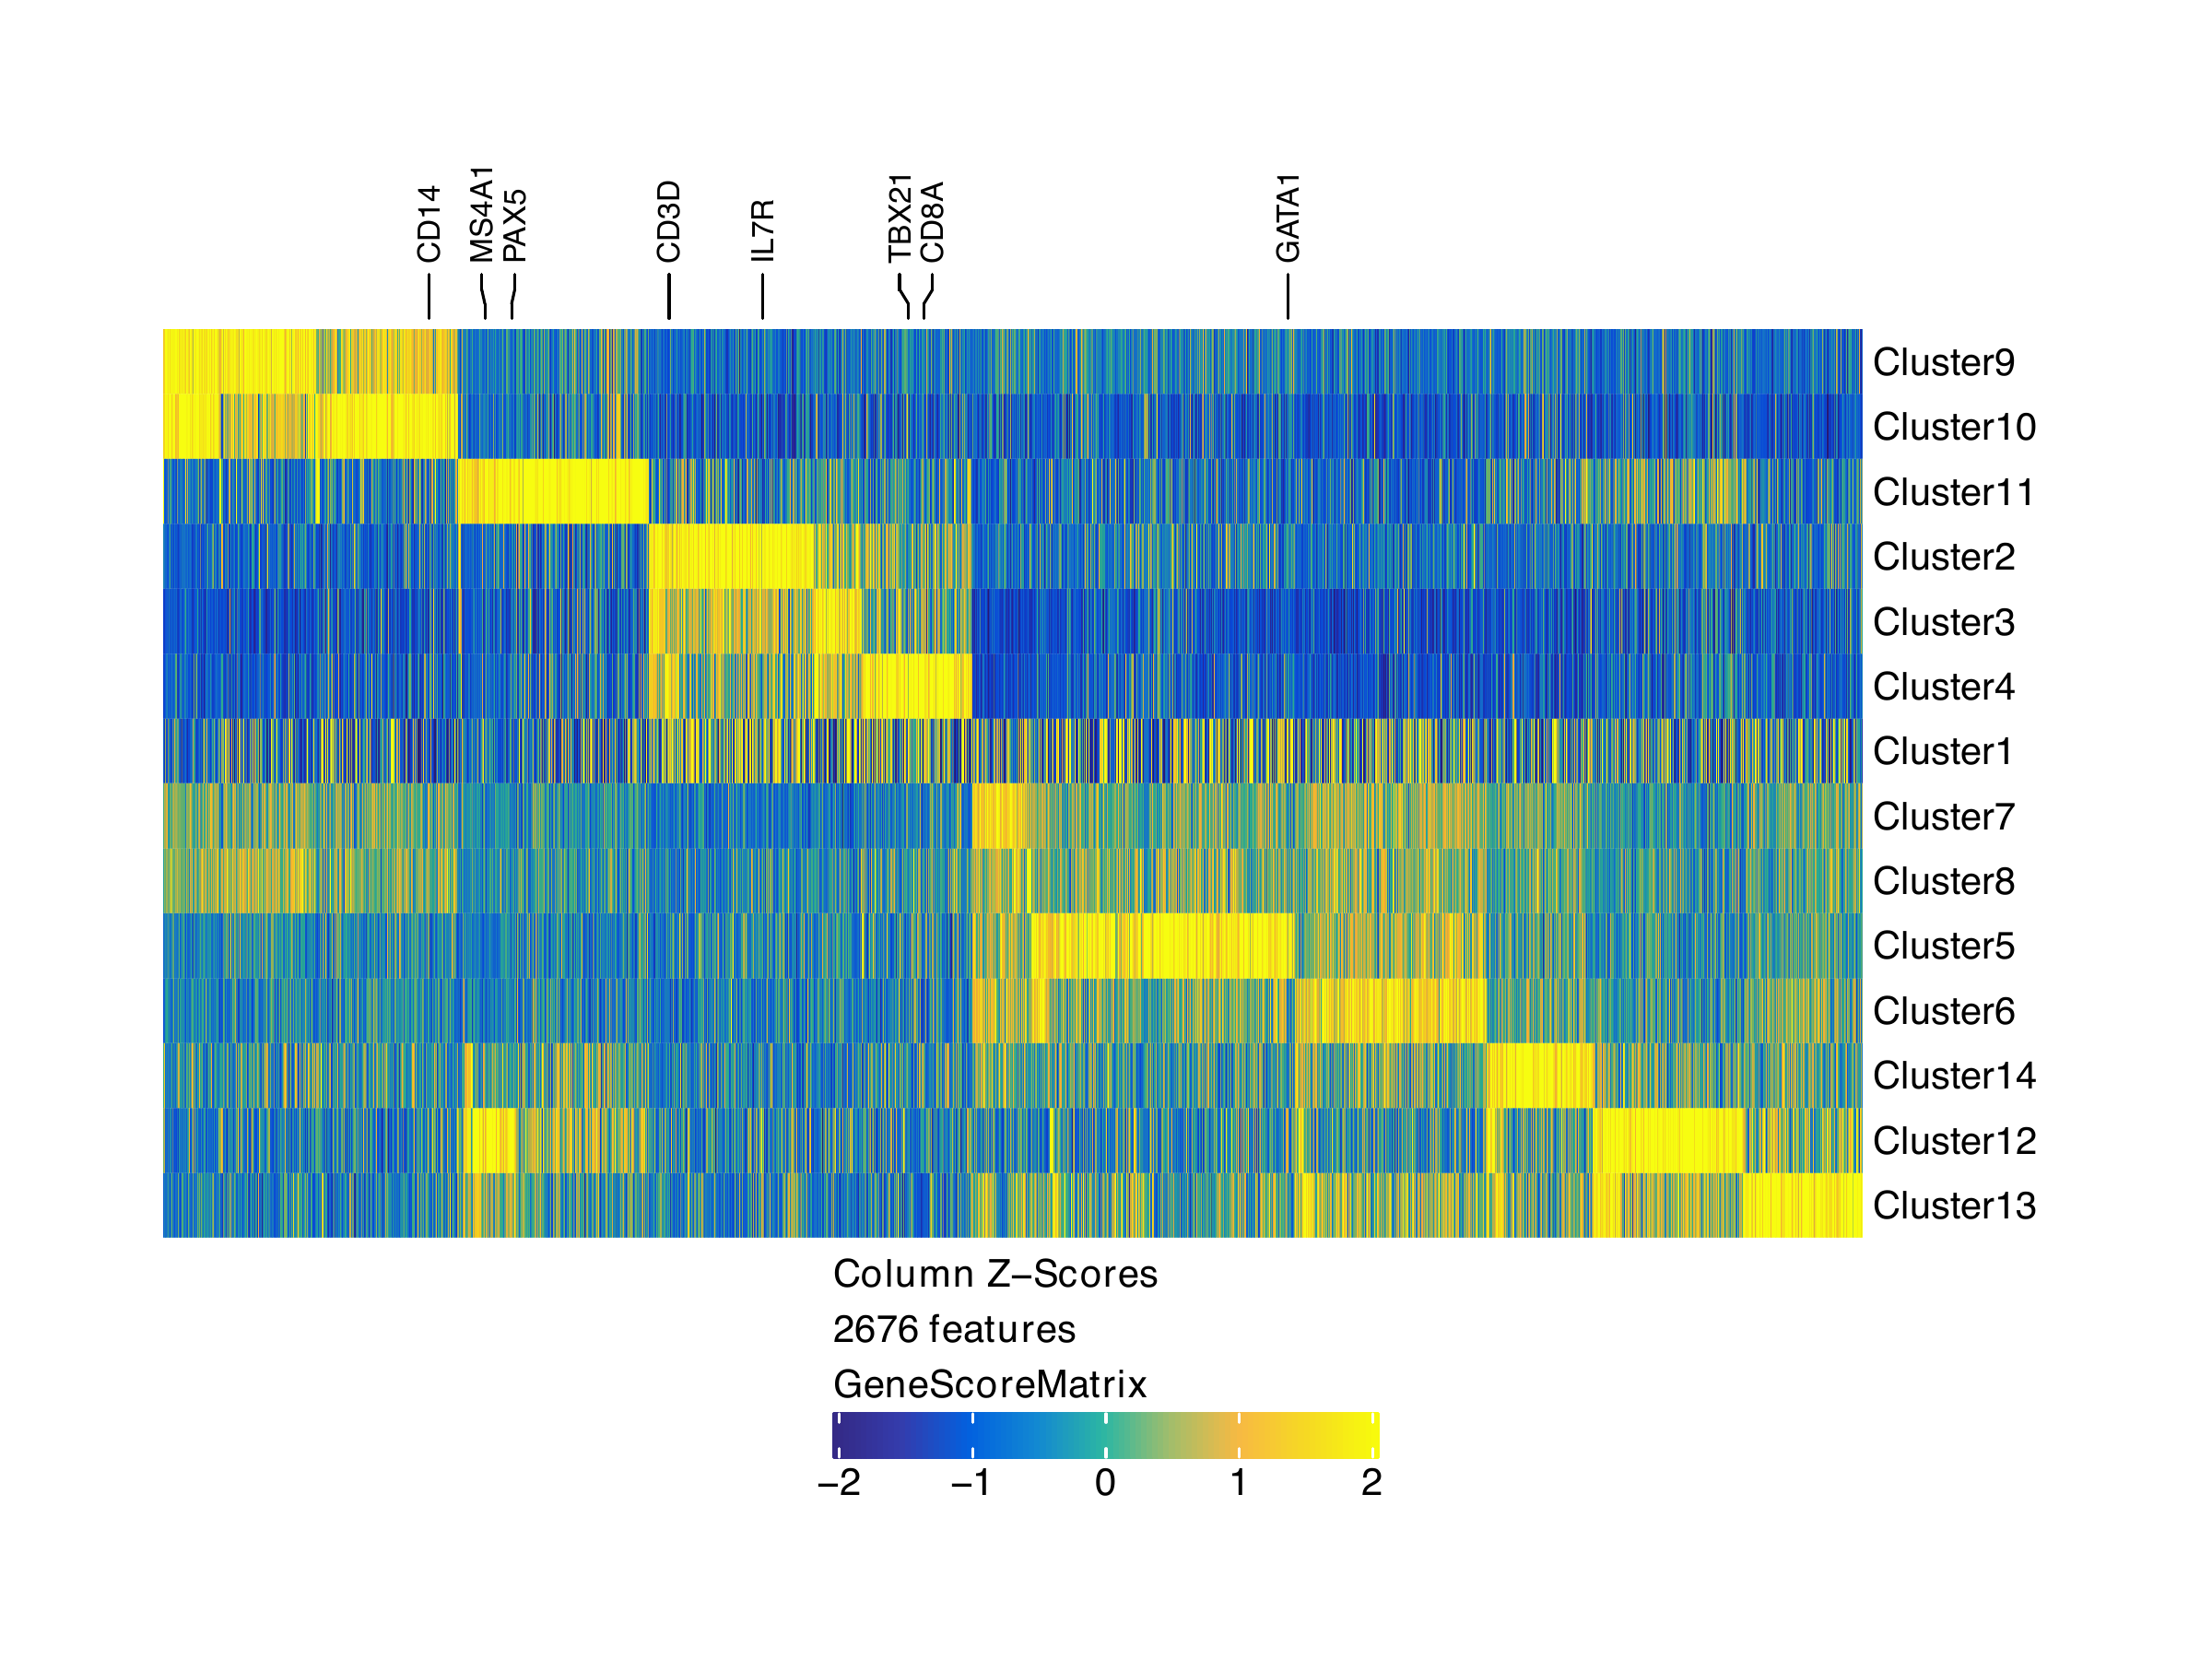 CD14
MS4A1
PAX5
CD3D
IL7R
TBX21
CD8A
GATA1
Cluster9
Cluster10
Cluster11
Cluster2
Cluster3
Cluster4
Cluster1
Cluster7
Cluster8
Cluster5
Cluster6
Cluster14
Cluster12
Cluster13
Column Z−Scores
2676 features
GeneScoreMatrix
−2 −1 0 1 2